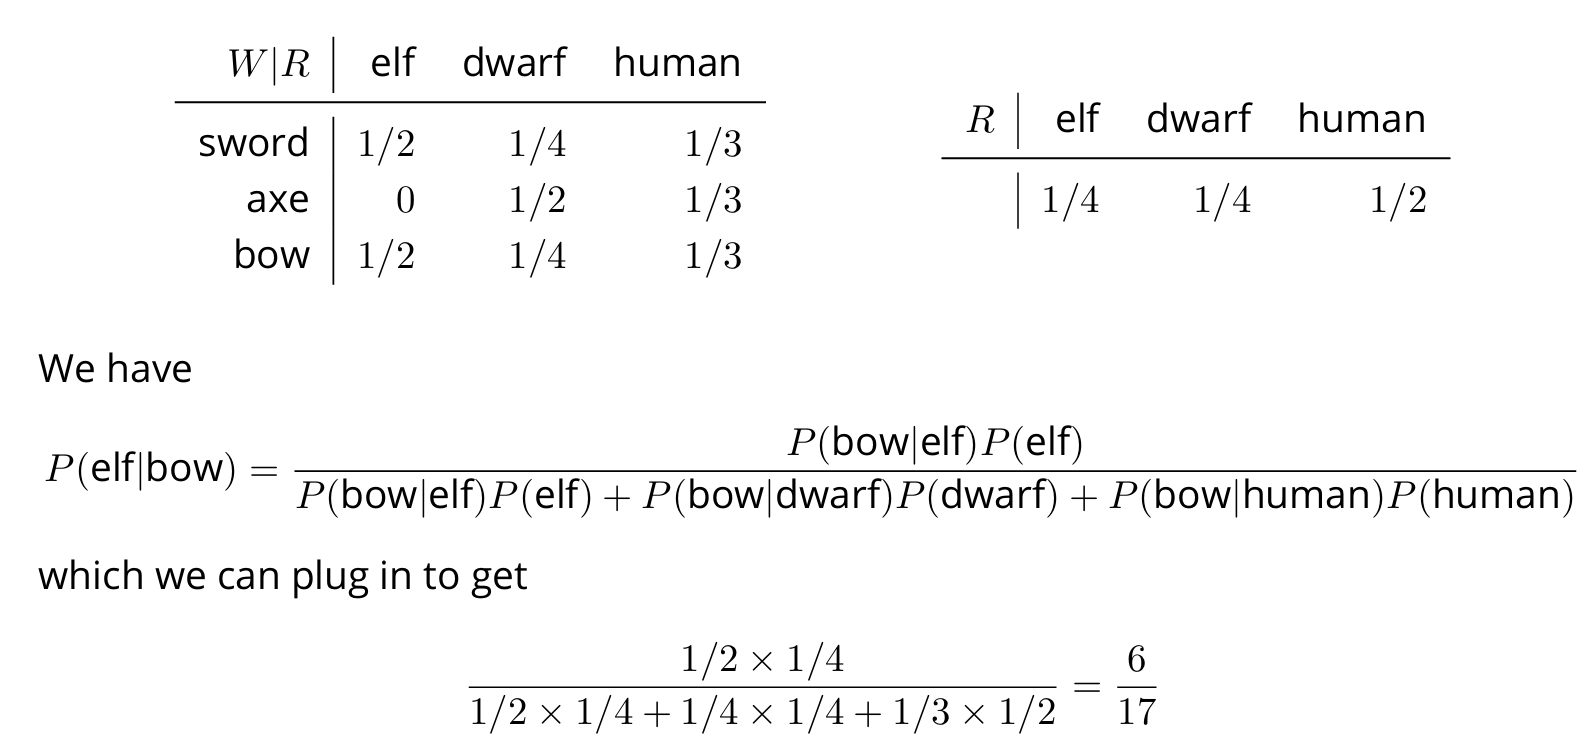 W|R elf dwarf human
sword 1/2 1/4 1/3
axe 0 1/2 1/3
bow 1/2 1/4 1/3
R elf dwarf human
1/4 1/4 1/2
We have
P(elf|bow) = P(bow|elf)P(elf)
P(bow|elf)P(elf) + P(bow|dwarf)P(dwarf) + P(bow|human)P(human)
which we can plug in to get
1/2 × 1/4
1/2 × 1/4 + 1/4 × 1/4 + 1/3 × 1/2 = 6
17